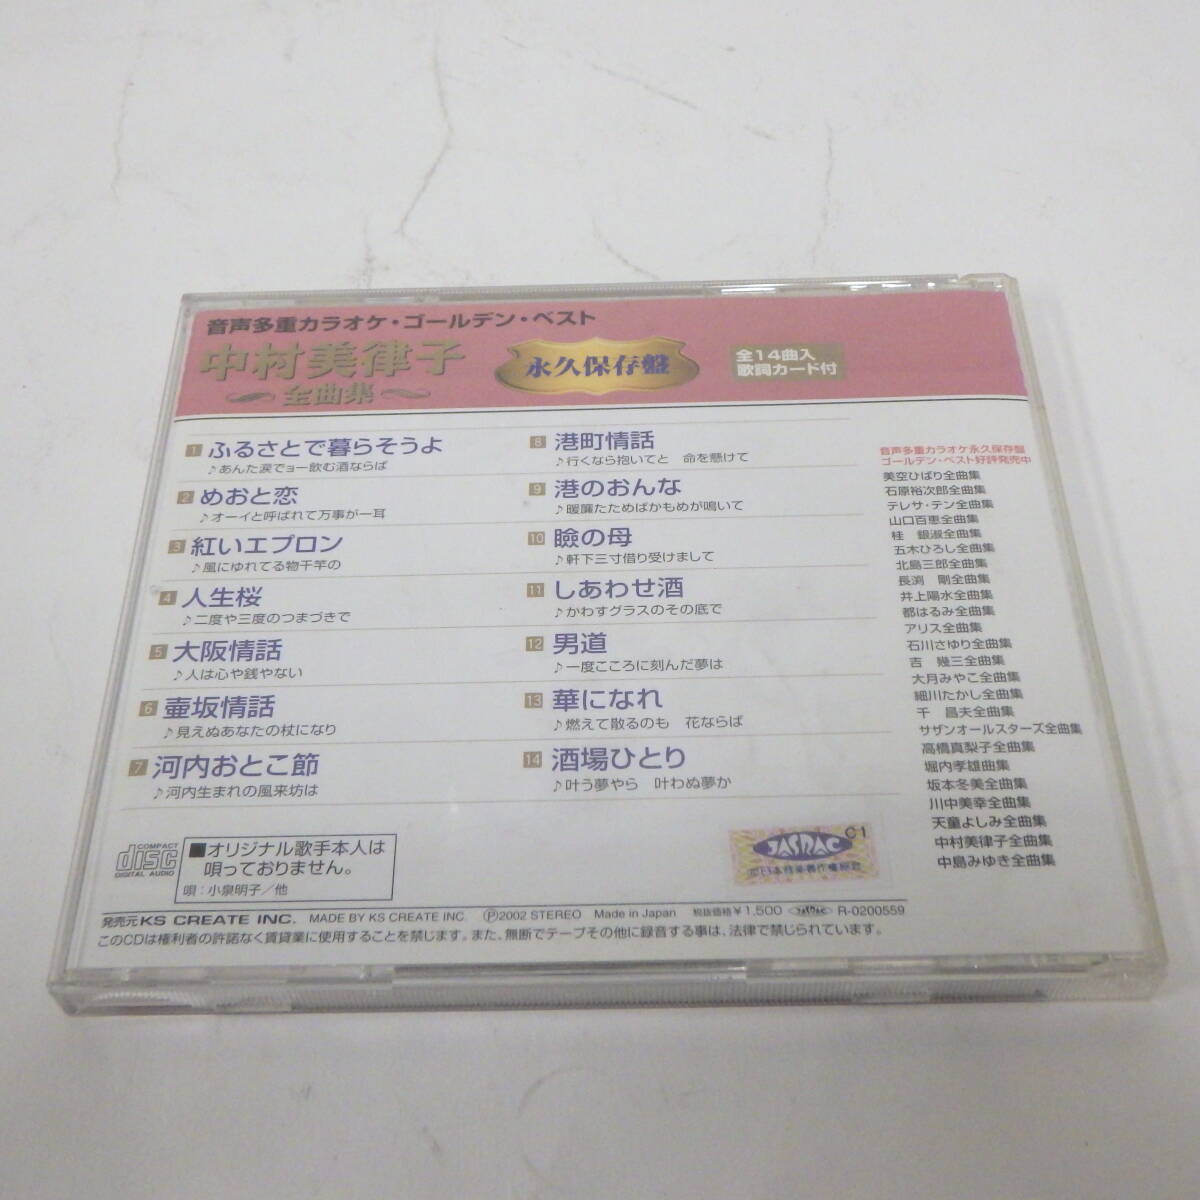 音声多重カラオケ・ゴールデン・ベスト
中村美律子
全曲集
永久保存盤
全14曲入
歌詞カード付
1 ふるさとで暮らそうよ
♪あんた涙でョー飲む酒ならば
2 めおと恋
♪オーイと呼ばれて万事が一耳
3 紅いエプロン
♪風にゆれてる物干竿の
4 人生桜
♪二度や三度のつまづきで
5 大阪情話
♪人は心や銭やない
6 壷坂情話
♪見えぬあなたの杖になり
7 河内おとこ節
♪河内生まれの風来坊は
8 港町情話
♪行くなら抱いてと 命を懸けて
9 港のおんな
♪暖簾たためばかもめが鳴いて
10 瞼の母
♪軒下三寸借り受けまして
11 しあわせ酒
♪かわすグラスのその底で
12 男道
♪一度こころに刻んだ夢は
13 華になれ
♪燃えて散るのも 花ならば
14 酒場ひとり
♪叶う夢やら 叶わぬ夢か
音声多重カラオケ永久保存盤
ゴールデン・ベスト好評発売中
美空ひばり全曲集
石原裕次郎全曲集
テレサ・テン全曲集
山口百恵全曲集
桂 銀淑全曲集
五木ひろし全曲集
北島三郎全曲集
長渕 剛全曲集
井上陽水全曲集
都はるみ全曲集
アリス全曲集
石川さゆり全曲集
吉 幾三全曲集
大月みやこ全曲集
細川たかし全曲集
千 昌夫全曲集
サザンオールスターズ全曲集
高橋真梨子全曲集
堀内孝雄曲集
坂本冬美全曲集
川中美幸全曲集
天童よしみ全曲集
中村美律子全曲集
中島みゆき全曲集
COMPACT
disc
DIGITAL AUDIO
■オリジナル歌手本人は
唄っておりません。
唄：小泉明子／他
C1
JASRAC
発売元 KS CREATE INC. MADE BY KS CREATE INC Ⓟ2002 STEREO Made in Japan 税抜価格¥1,500 JASRAC R-0200559
このCDは権利者の許諾なく賃貸業に使用することを禁じます。また、無断でテープその他に録音する事は、法律で禁じられています。